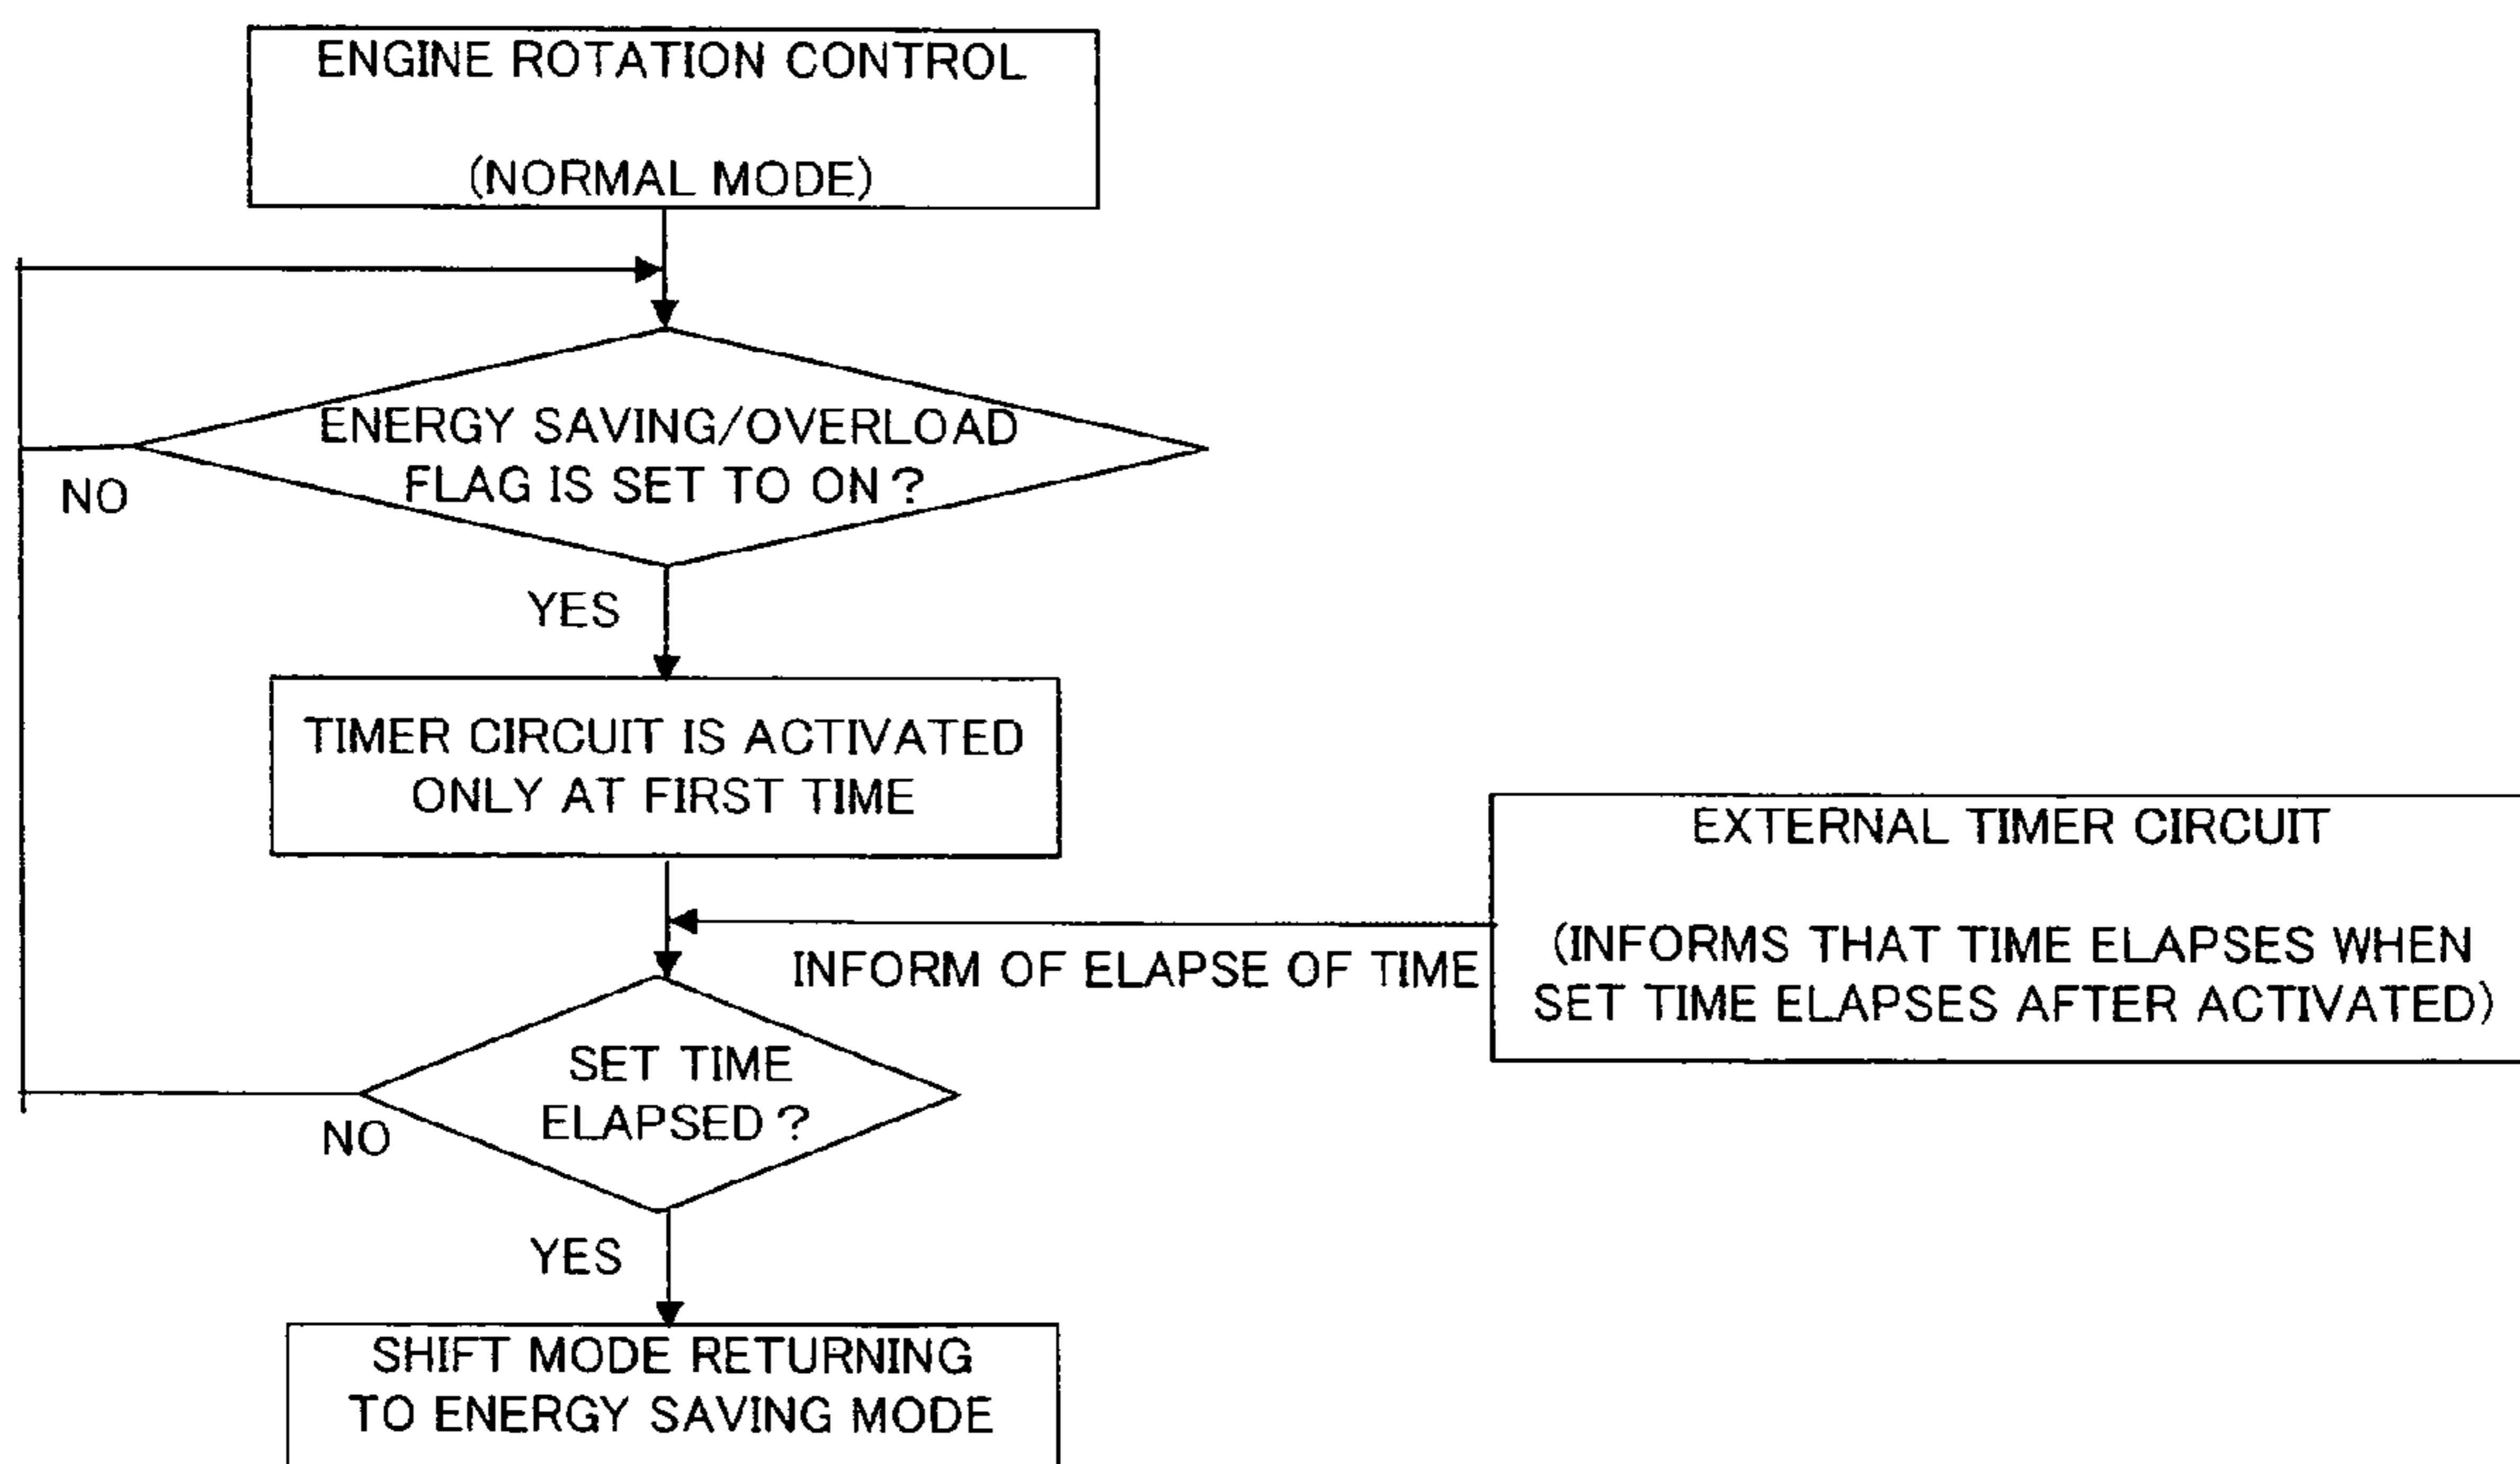 ENGINE ROTATION CONTROL
(NORMAL MODE)
ENERGY SAVING/OVERLOAD
FLAG IS SET TO ON?
NO
YES
TIMER CIRCUIT IS ACTIVATED
ONLY AT FIRST TIME
EXTERNAL TIMER CIRCUIT
(INFORMS THAT TIME ELAPSES WHEN
SET TIME ELAPSES AFTER ACTIVATED)
INFORM OF ELAPSE OF TIME
SET TIME
ELAPSED?
NO
YES
SHIFT MODE RETURNING
TO ENERGY SAVING MODE